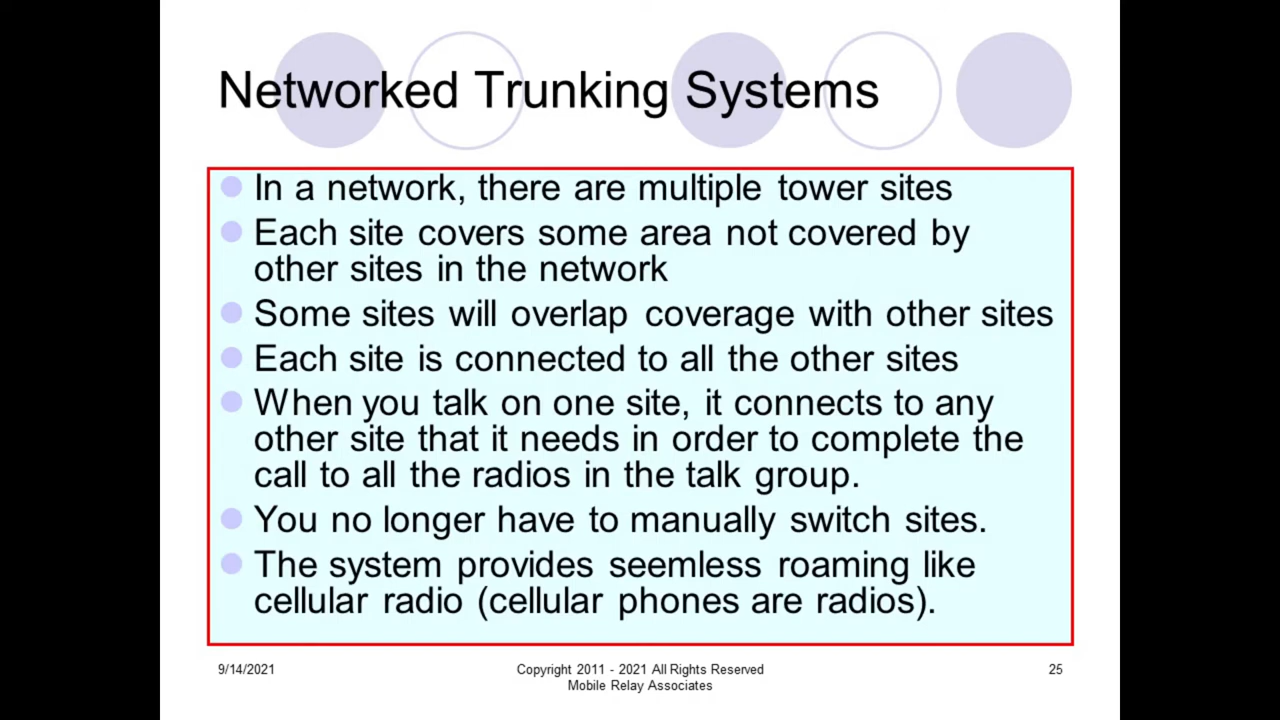 Networked Trunking Systems
In a network, there are multiple tower sites
Each site covers some area not covered by
other sites in the network
Some sites will overlap coverage with other sites
Each site is connected to all the other sites
When you talk on one site, it connects to any
other site that it needs in order to complete the
call to all the radios in the talk group.
You no longer have to manually switch sites.
The system provides seemless roaming like
cellular radio (cellular phones are radios).
9/14/2021
Copyright 2011 - 2021 All Rights Reserved
Mobile Relay Associates
25